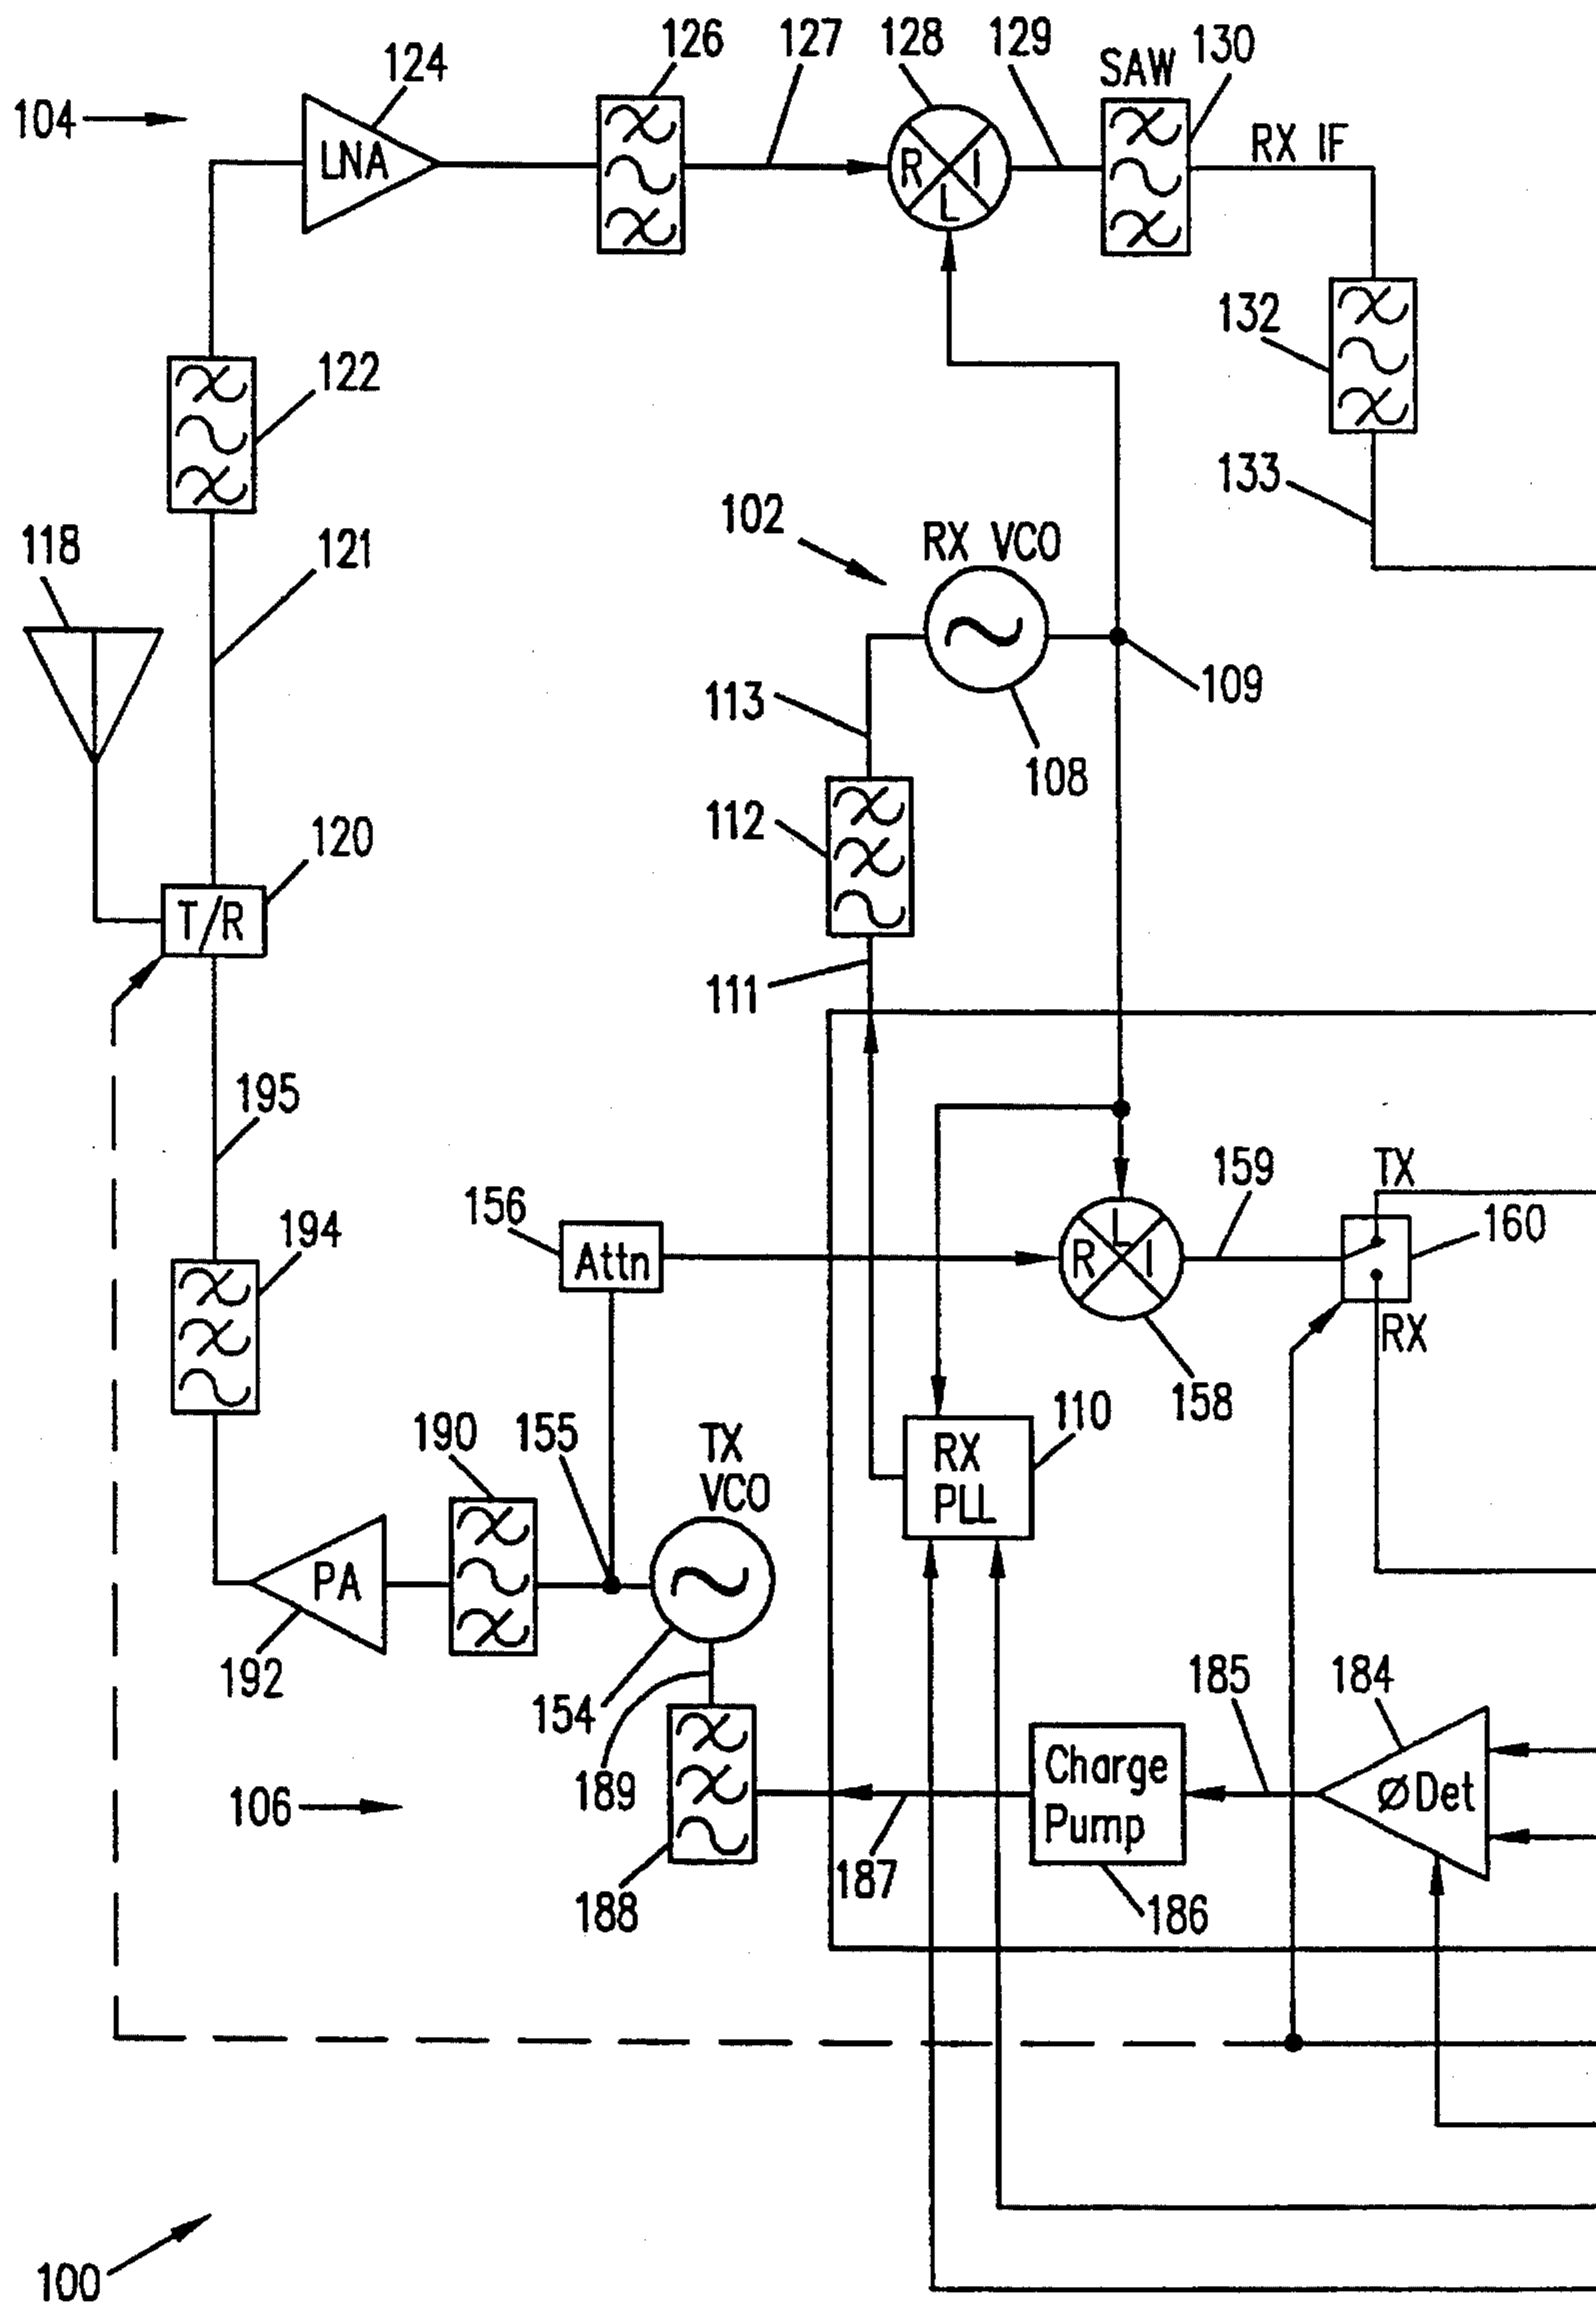 126
127
128
129
130
124
SAW
104
LNA
R
I
L
RX IF
122
132
133
118
121
102
RX VCO
109
113
108
112
120
T/R
111
195
156
159
TX
160
194
Attn
R
L
I
RX
158
190
155
TX
VCO
110
RX
PLL
PA
192
154
185
184
189
Charge
Pump
ØDet
106
187
188
186
100